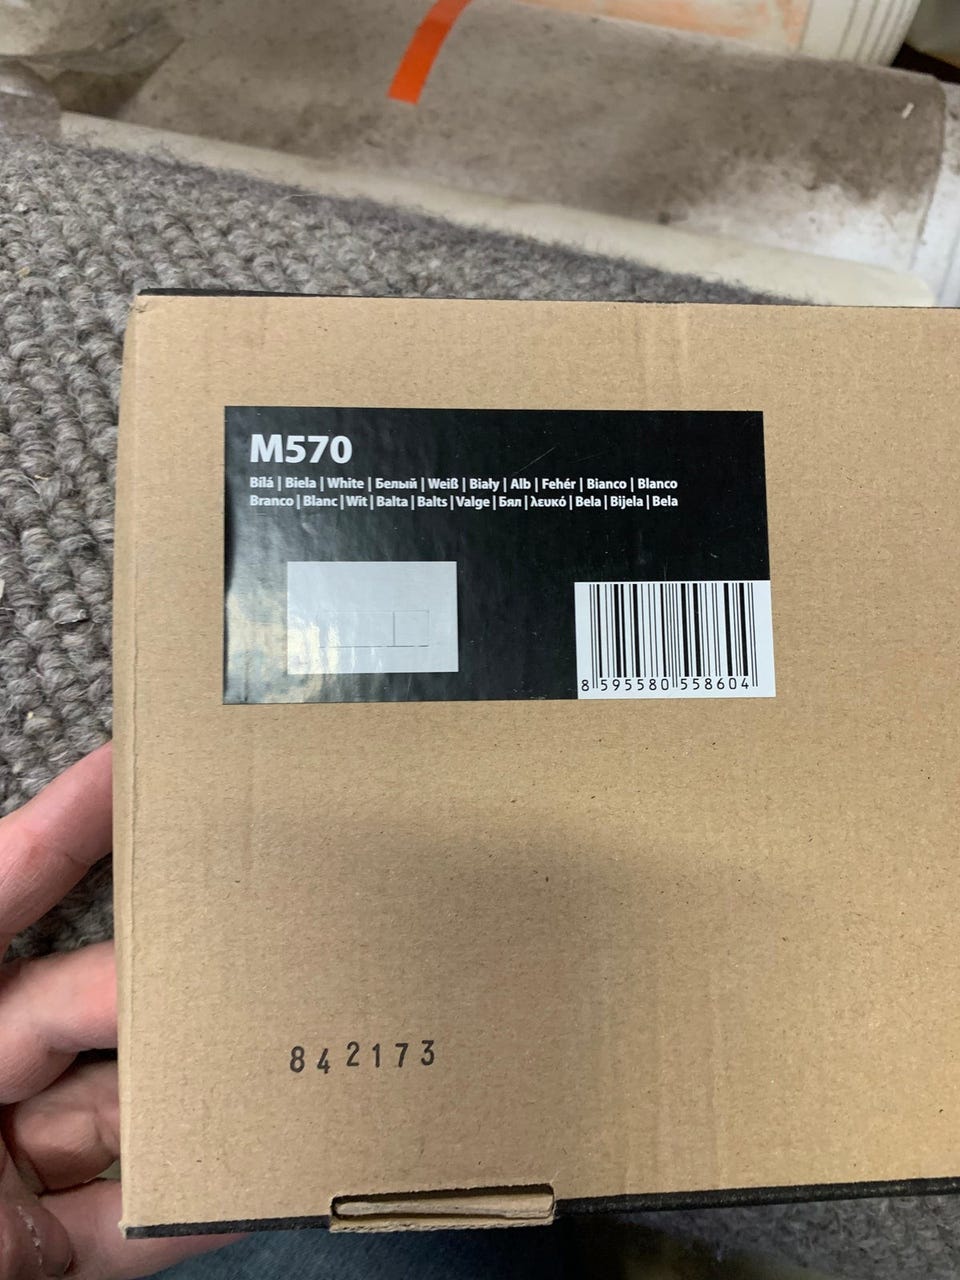 M570
Bílá | Biela | White | Белый | Weiß | Biały | Alb | Fehér | Bianco | Blanco
Branco | Blanc | Wit | Balta | Balts | Valge | Бял | λευκό | Bela | Bijela | Bela
8 595580 558604
842173